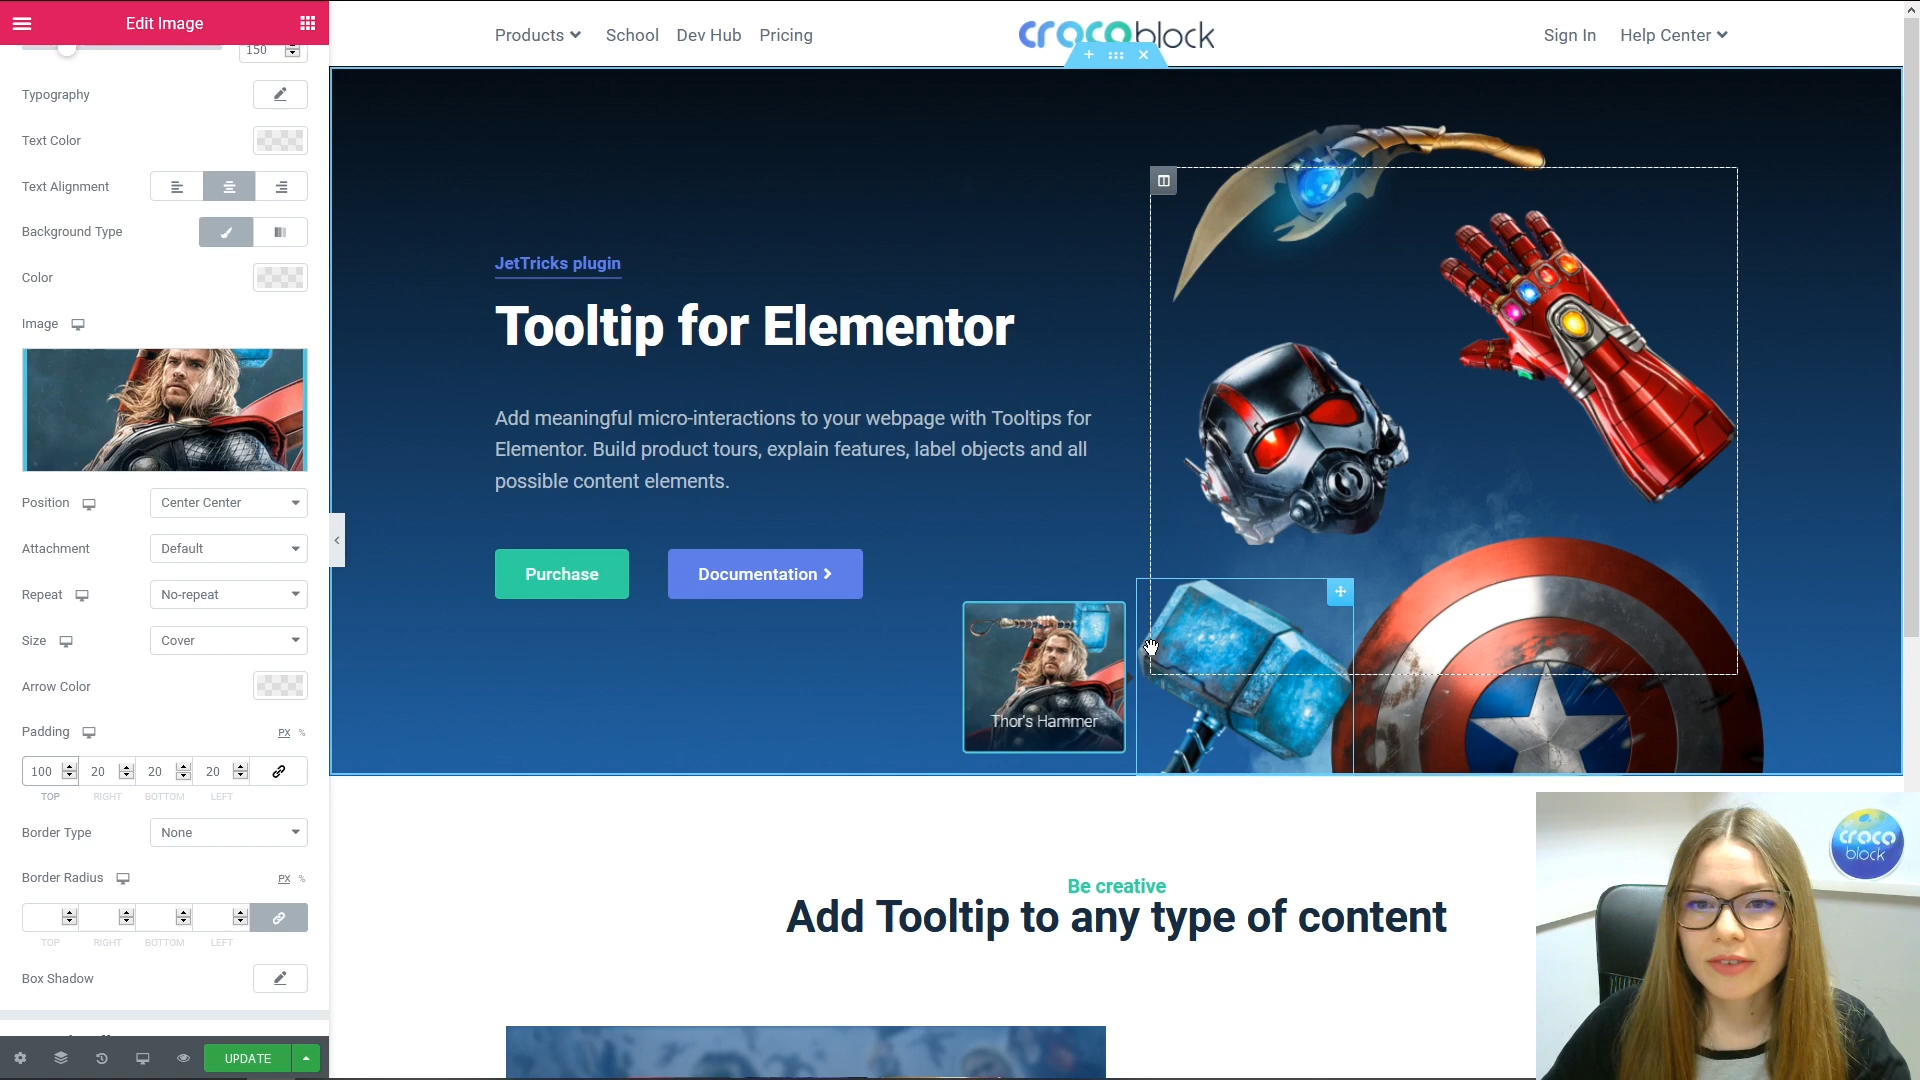 Edit Image
150
Typography
Text Color
Text Alignment
Background Type
Color
Image
Position
Center Center
Attachment
Default
Repeat
No-repeat
Size
Cover
Arrow Color
Padding
PX %
100 20 20 20
TOP RIGHT BOTTOM LEFT
Border Type
None
Border Radius
PX %
TOP RIGHT BOTTOM LEFT
Box Shadow
UPDATE
Products School Dev Hub Pricing
crocoblock
Sign In Help Center
JetTricks plugin
Tooltip for Elementor
Add meaningful micro-interactions to your webpage with Tooltips for
Elementor. Build product tours, explain features, label objects and all
possible content elements.
Purchase
Documentation
Thor's Hammer
Be creative
Add Tooltip to any type of content
croco
block